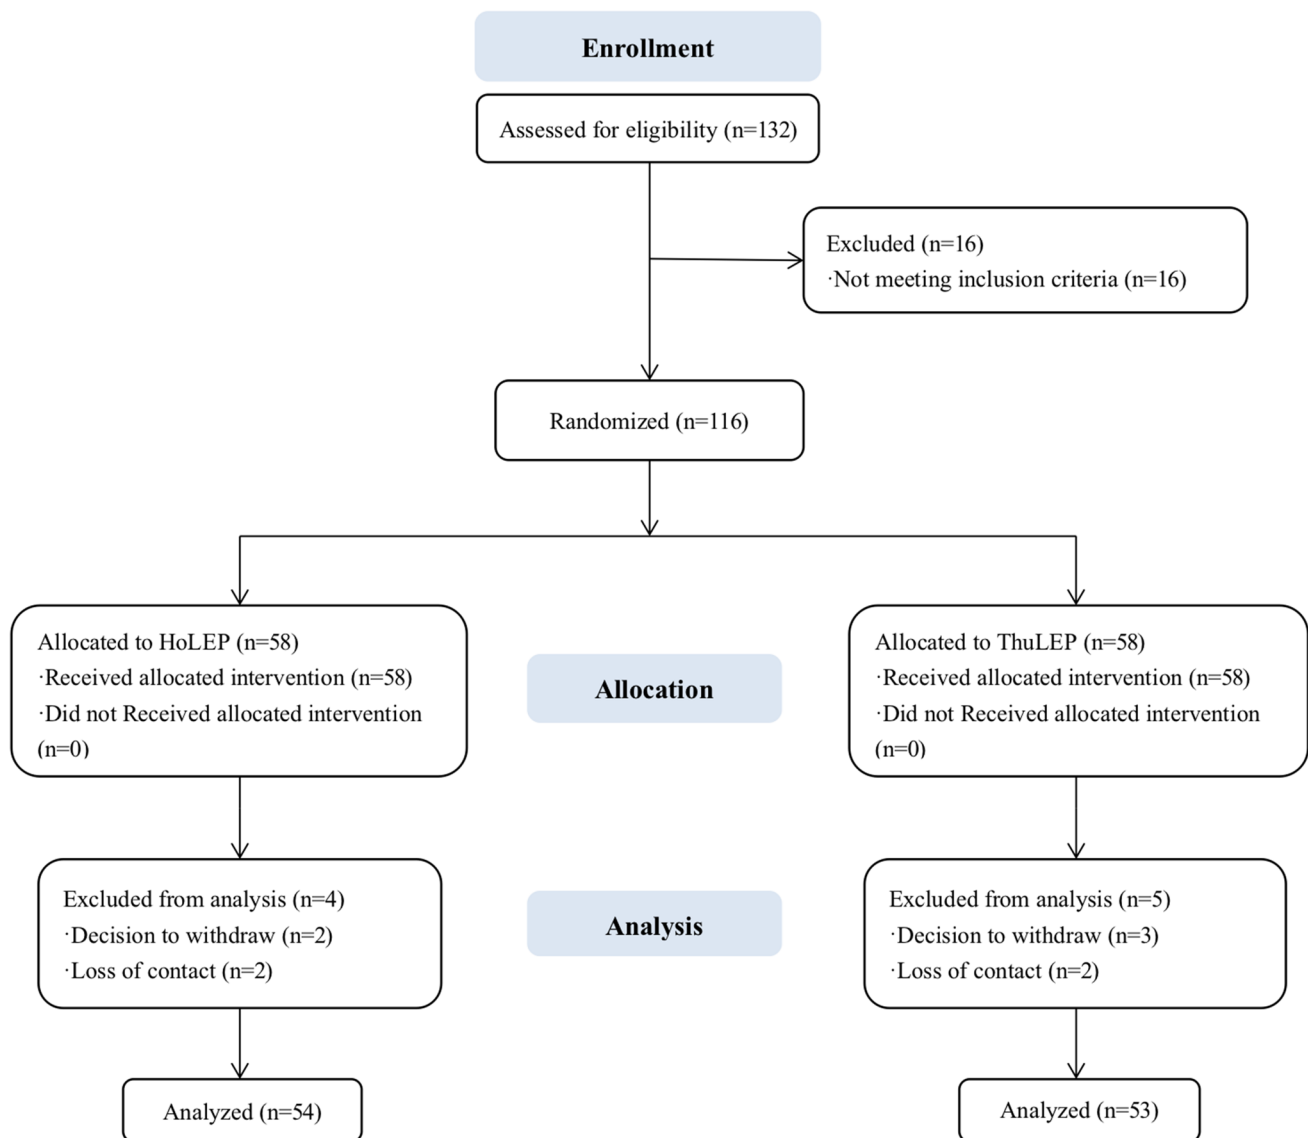 Enrollment
Assessed for eligibility (n=132)
Excluded (n=16)
·Not meeting inclusion criteria (n=16)
Randomized (n=116)
Allocated to HoLEP (n=58)
·Received allocated intervention (n=58)
·Did not Received allocated intervention
(n=0)
Allocation
Allocated to ThuLEP (n=58)
·Received allocated intervention (n=58)
·Did not Received allocated intervention
(n=0)
Excluded from analysis (n=4)
·Decision to withdraw (n=2)
·Loss of contact (n=2)
Analysis
Excluded from analysis (n=5)
·Decision to withdraw (n=3)
·Loss of contact (n=2)
Analyzed (n=54)
Analyzed (n=53)